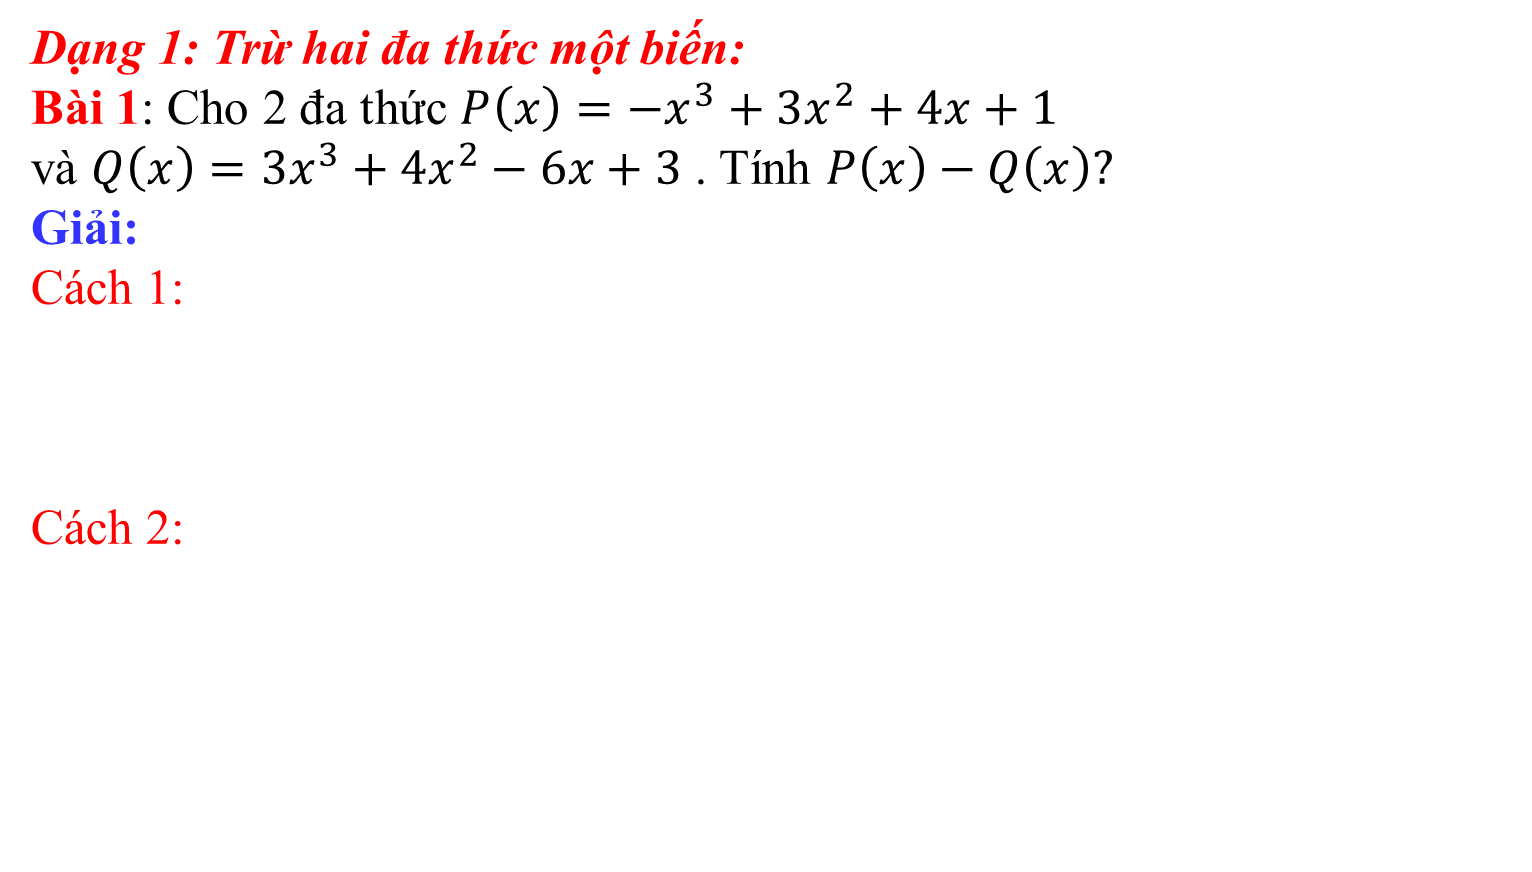 Dạng 1: Trừ hai đa thức một biến:
Bài 1: Cho 2 đa thức P(x) = −x³ + 3x² + 4x + 1
và Q(x) = 3x³ + 4x² − 6x + 3 . Tính P(x) − Q(x)?
Giải:
Cách 1:
Cách 2: